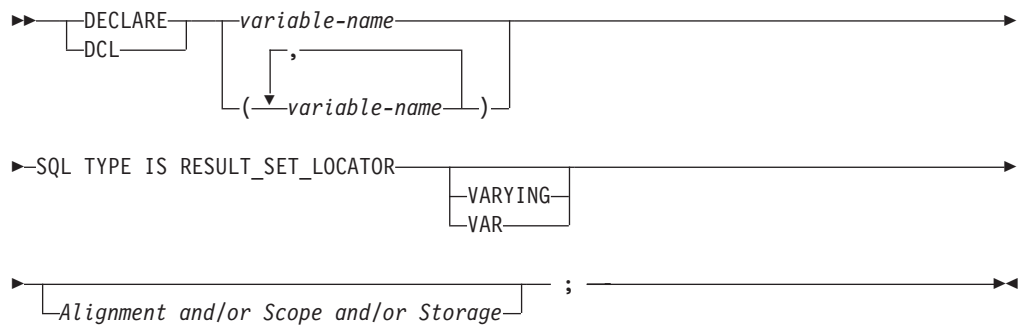 DECLARE variable-name
DCL
,
( variable-name )
SQL TYPE IS RESULT_SET_LOCATOR
VARYING
VAR
;
Alignment and/or Scope and/or Storage